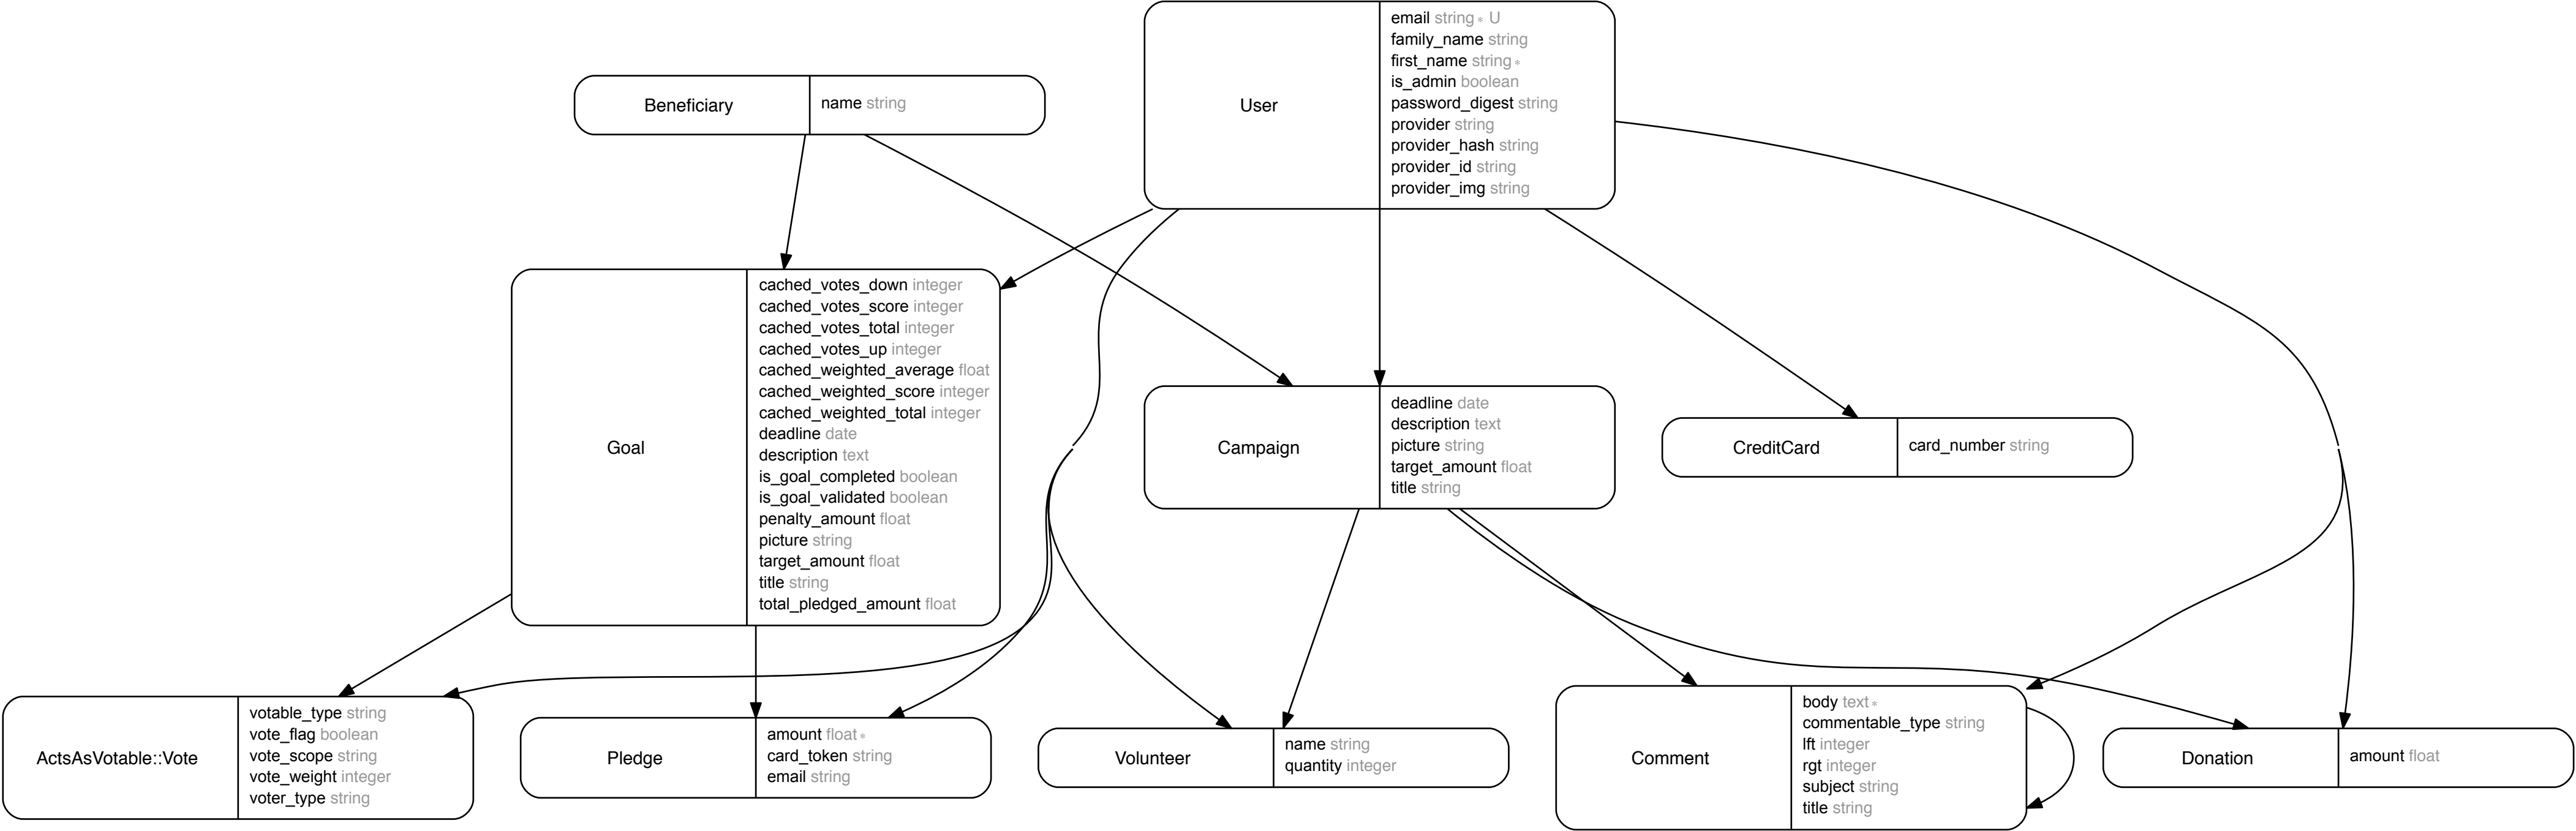 User
email string∗ U
family_name string
first_name string∗
is_admin boolean
password_digest string
provider string
provider_hash string
provider_id string
provider_img string
Beneficiary
name string
Goal
cached_votes_down integer
cached_votes_score integer
cached_votes_total integer
cached_votes_up integer
cached_weighted_average float
cached_weighted_score integer
cached_weighted_total integer
deadline date
description text
is_goal_completed boolean
is_goal_validated boolean
penalty_amount float
picture string
target_amount float
title string
total_pledged_amount float
Campaign
deadline date
description text
picture string
target_amount float
title string
CreditCard
card_number string
ActsAsVotable::Vote
votable_type string
vote_flag boolean
vote_scope string
vote_weight integer
voter_type string
Pledge
amount float∗
card_token string
email string
Volunteer
name string
quantity integer
Comment
body text∗
commentable_type string
lft integer
rgt integer
subject string
title string
Donation
amount float